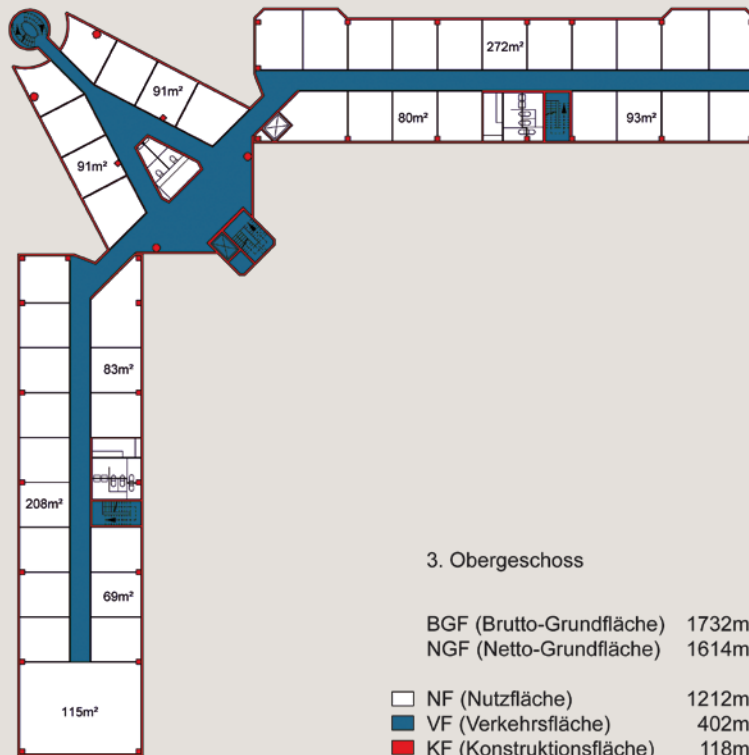 272m²
91m²
80m²
93m²
91m²
83m²
208m²
69m²
115m²
3. Obergeschoss
BGF (Brutto-Grundfläche) 1732m
NGF (Netto-Grundfläche) 1614m
NF (Nutzfläche) 1212m
VF (Verkehrsfläche) 402m
KF (Konstruktionsfläche) 118m